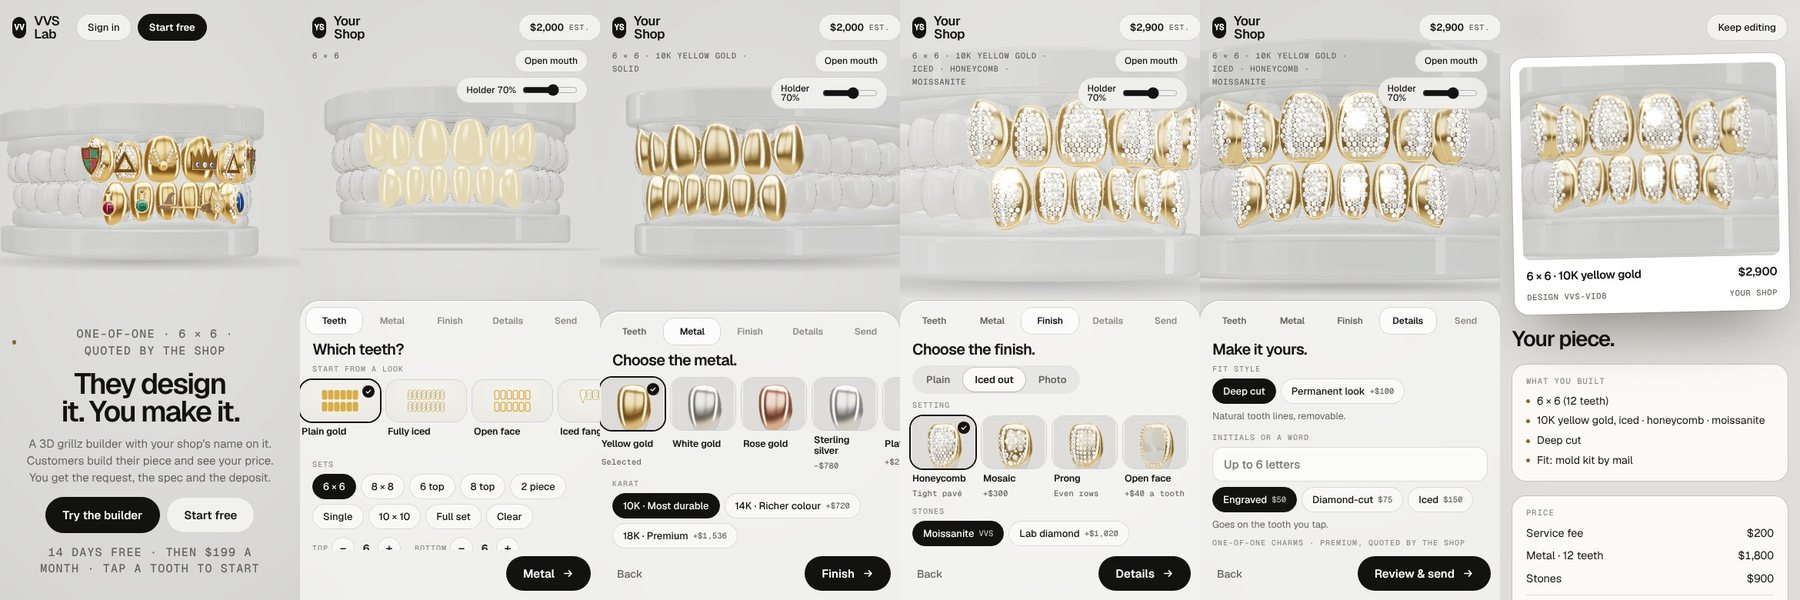 VV
VVS
Lab
Sign in
Start free
ONE-OF-ONE · 6 × 6 ·
QUOTED BY THE SHOP
They design
it. You make it.
A 3D grillz builder with your shop's name on it.
Customers build their piece and see your price.
You get the request, the spec and the deposit.
Try the builder
Start free
14 DAYS FREE · THEN $199 A
MONTH · TAP A TOOTH TO START
YS
Your
Shop
$2,000 EST.
6 × 6
Open mouth
Holder 70%
Teeth
Metal
Finish
Details
Send
Which teeth?
START FROM A LOOK
Plain gold
Fully iced
Open face
Iced fang
SETS
6 × 6
8 × 8
6 top
8 top
2 piece
Single
10 × 10
Full set
Clear
TOP − 6 +
BOTTOM − 6 +
Metal →
YS
Your
Shop
$2,000 EST.
6 × 6 · 10K YELLOW GOLD ·
SOLID
Open mouth
Holder
70%
Teeth
Metal
Finish
Details
Send
Choose the metal.
Yellow gold
Selected
White gold
Rose gold
Sterling
silver
−$780
Pla
+$2
KARAT
10K · Most durable
14K · Richer colour +$720
18K · Premium +$1,536
Back
Finish →
YS
Your
Shop
$2,900 EST.
6 × 6 · 10K YELLOW GOLD ·
ICED · HONEYCOMB ·
MOISSANITE
Open mouth
Holder
70%
Teeth
Metal
Finish
Details
Send
Choose the finish.
Plain
Iced out
Photo
SETTING
Honeycomb
Tight pavé
Mosaic
+$300
Prong
Even rows
Open face
+$40 a tooth
STONES
Moissanite VVS
Lab diamond +$1,020
Back
Details →
YS
Your
Shop
$2,900 EST.
6 × 6 · 10K YELLOW GOLD ·
ICED · HONEYCOMB ·
MOISSANITE
Open mouth
Holder
70%
Teeth
Metal
Finish
Details
Send
Make it yours.
FIT STYLE
Deep cut
Permanent look +$100
Natural tooth lines, removable.
INITIALS OR A WORD
Up to 6 letters
Engraved $50
Diamond-cut $75
Iced $150
Goes on the tooth you tap.
ONE-OF-ONE CHARMS · PREMIUM, QUOTED BY THE SHOP
Back
Review & send →
Keep editing
6 × 6 · 10K yellow gold
$2,900
DESIGN VVS-VIO8
YOUR SHOP
Your piece.
WHAT YOU BUILT
• 6 × 6 (12 teeth)
• 10K yellow gold, iced · honeycomb · moissanite
• Deep cut
• Fit: mold kit by mail
PRICE
Service fee
$200
Metal · 12 teeth
$1,800
Stones
$900